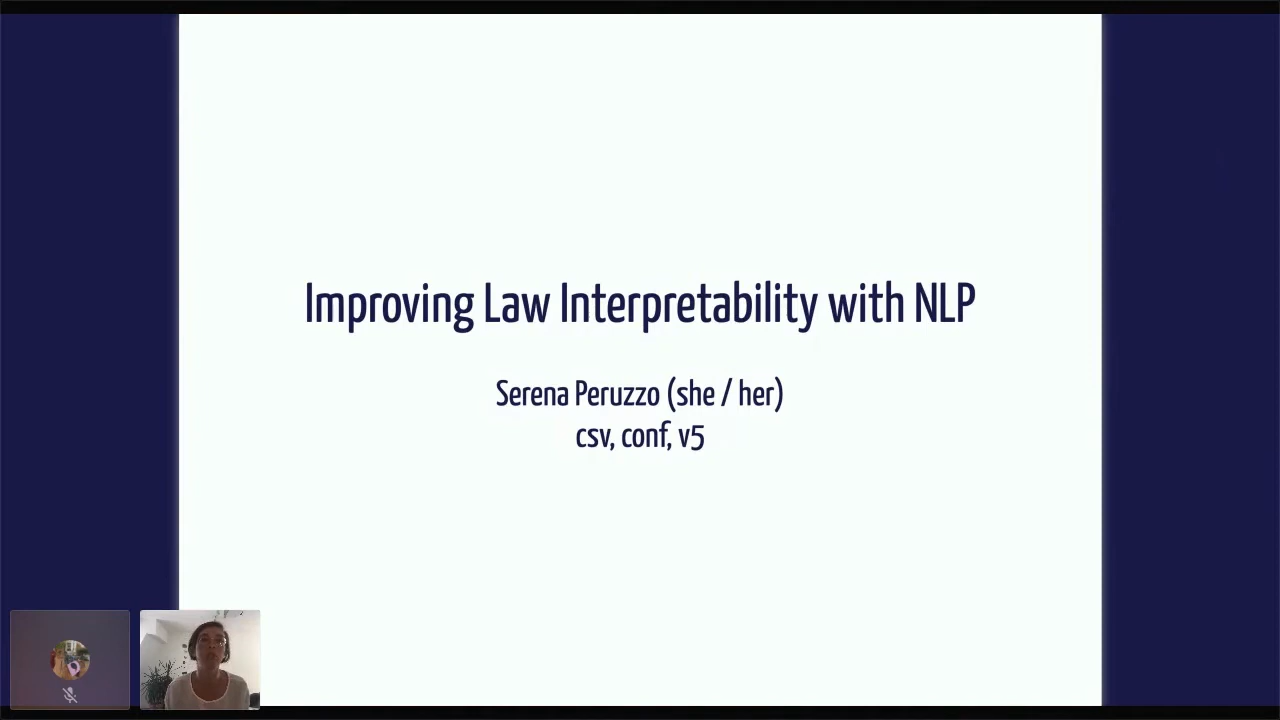 Improving Law Interpretability with NLP
Serena Peruzzo (she / her)
csv, conf, v5